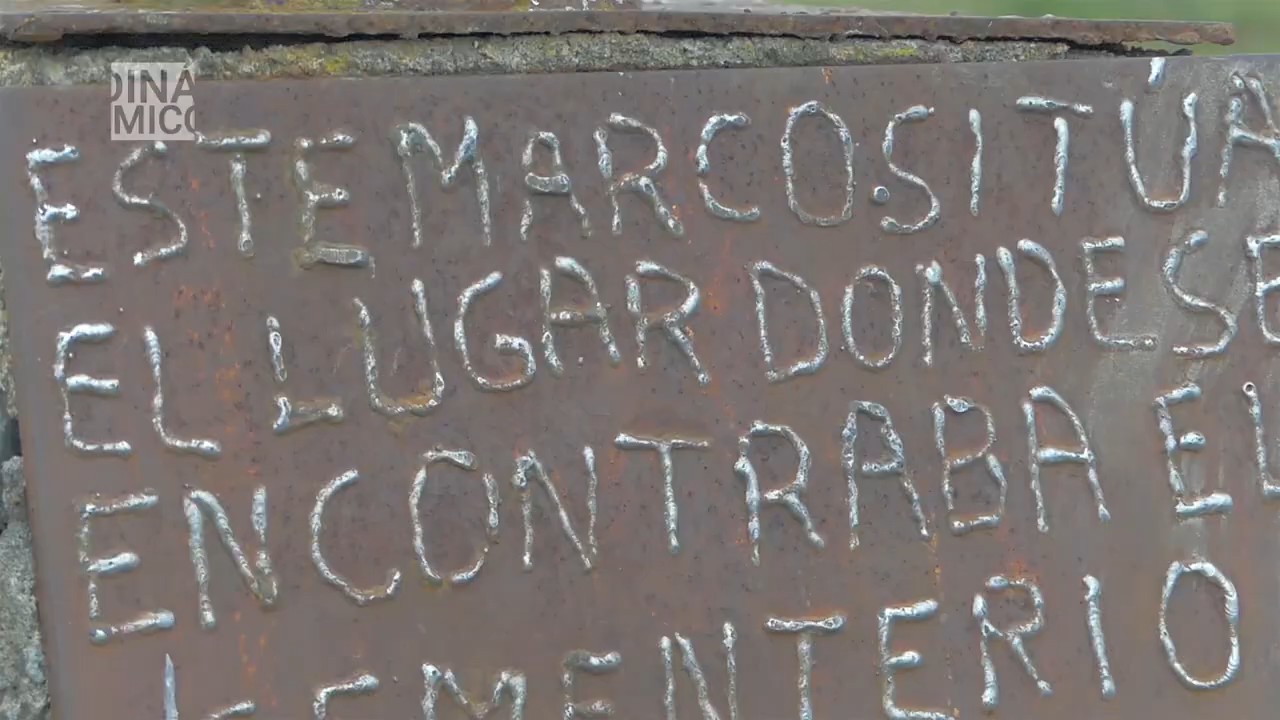 DINA
MICO
ESTE MARCO SITUA
EL LUGAR DONDE SE
ENCONTRABA EL
CEMENTERIO